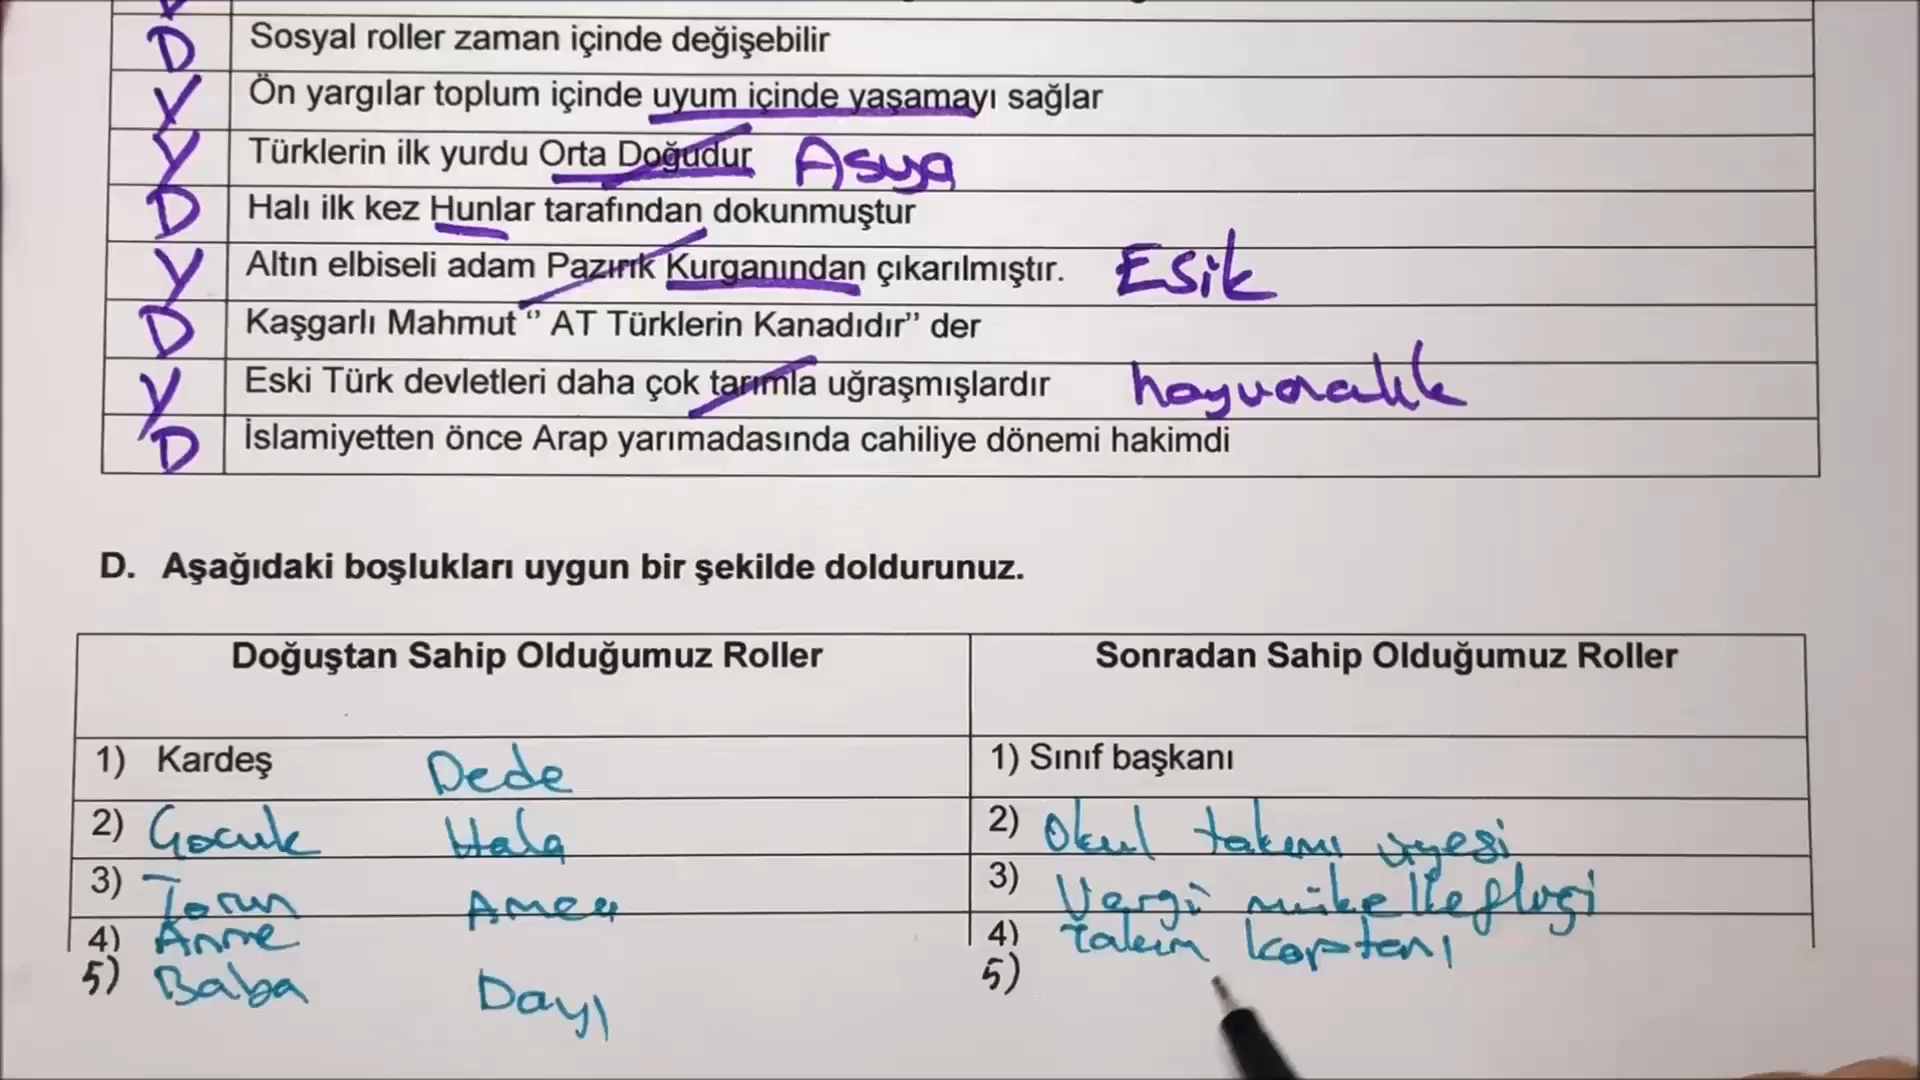 D Sosyal roller zaman içinde değişebilir
Y Ön yargılar toplum içinde uyum içinde yaşamayı sağlar
Y Türklerin ilk yurdu Orta Doğudur Asya
D Halı ilk kez Hunlar tarafından dokunmuştur
Y Altın elbiseli adam Pazırık Kurganından çıkarılmıştır. Esik
D Kaşgarlı Mahmut “ AT Türklerin Kanadıdır” der
Y Eski Türk devletleri daha çok tarımla uğraşmışlardır hayvancılık
D İslamiyetten önce Arap yarımadasında cahiliye dönemi hakimdi
D. Aşağıdaki boşlukları uygun bir şekilde doldurunuz.
Doğuştan Sahip Olduğumuz Roller Sonradan Sahip Olduğumuz Roller
1) Kardeş Dede 1) Sınıf başkanı
2) Çocuk Hala 2) Okul takımı üyesi
3) Torun Amca 3) Vergi mükellefliği
4) Anne 4) Takım kaptanı
5) Baba Dayı 5)